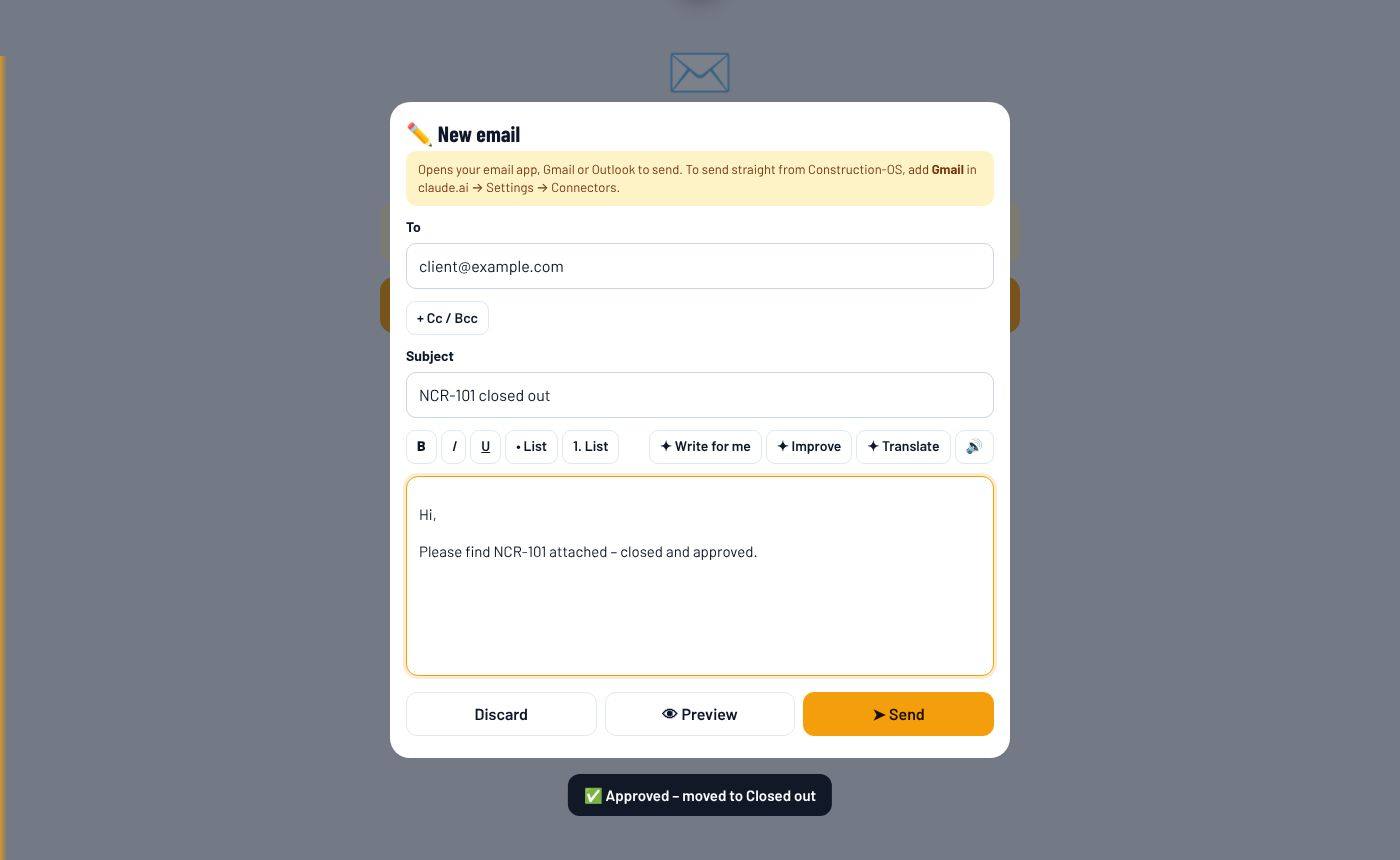 ✏️ New email
Opens your email app, Gmail or Outlook to send. To send straight from Construction-OS, add Gmail in
claude.ai → Settings → Connectors.
To
client@example.com
+ Cc / Bcc
Subject
NCR-101 closed out
B I U • List 1. List ✦ Write for me ✦ Improve ✦ Translate 🔊
Hi,
Please find NCR-101 attached – closed and approved.
Discard 👁 Preview ➤ Send
✅ Approved – moved to Closed out